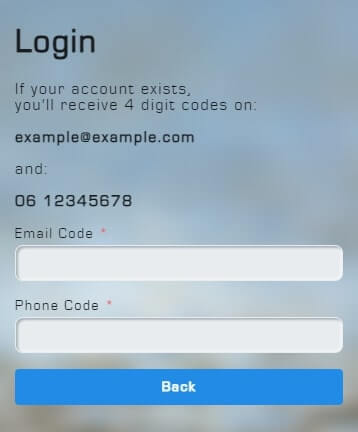 Login
If your account exists,
you'll receive 4 digit codes on:
example@example.com
and:
06 12345678
Email Code *
Phone Code *
Back